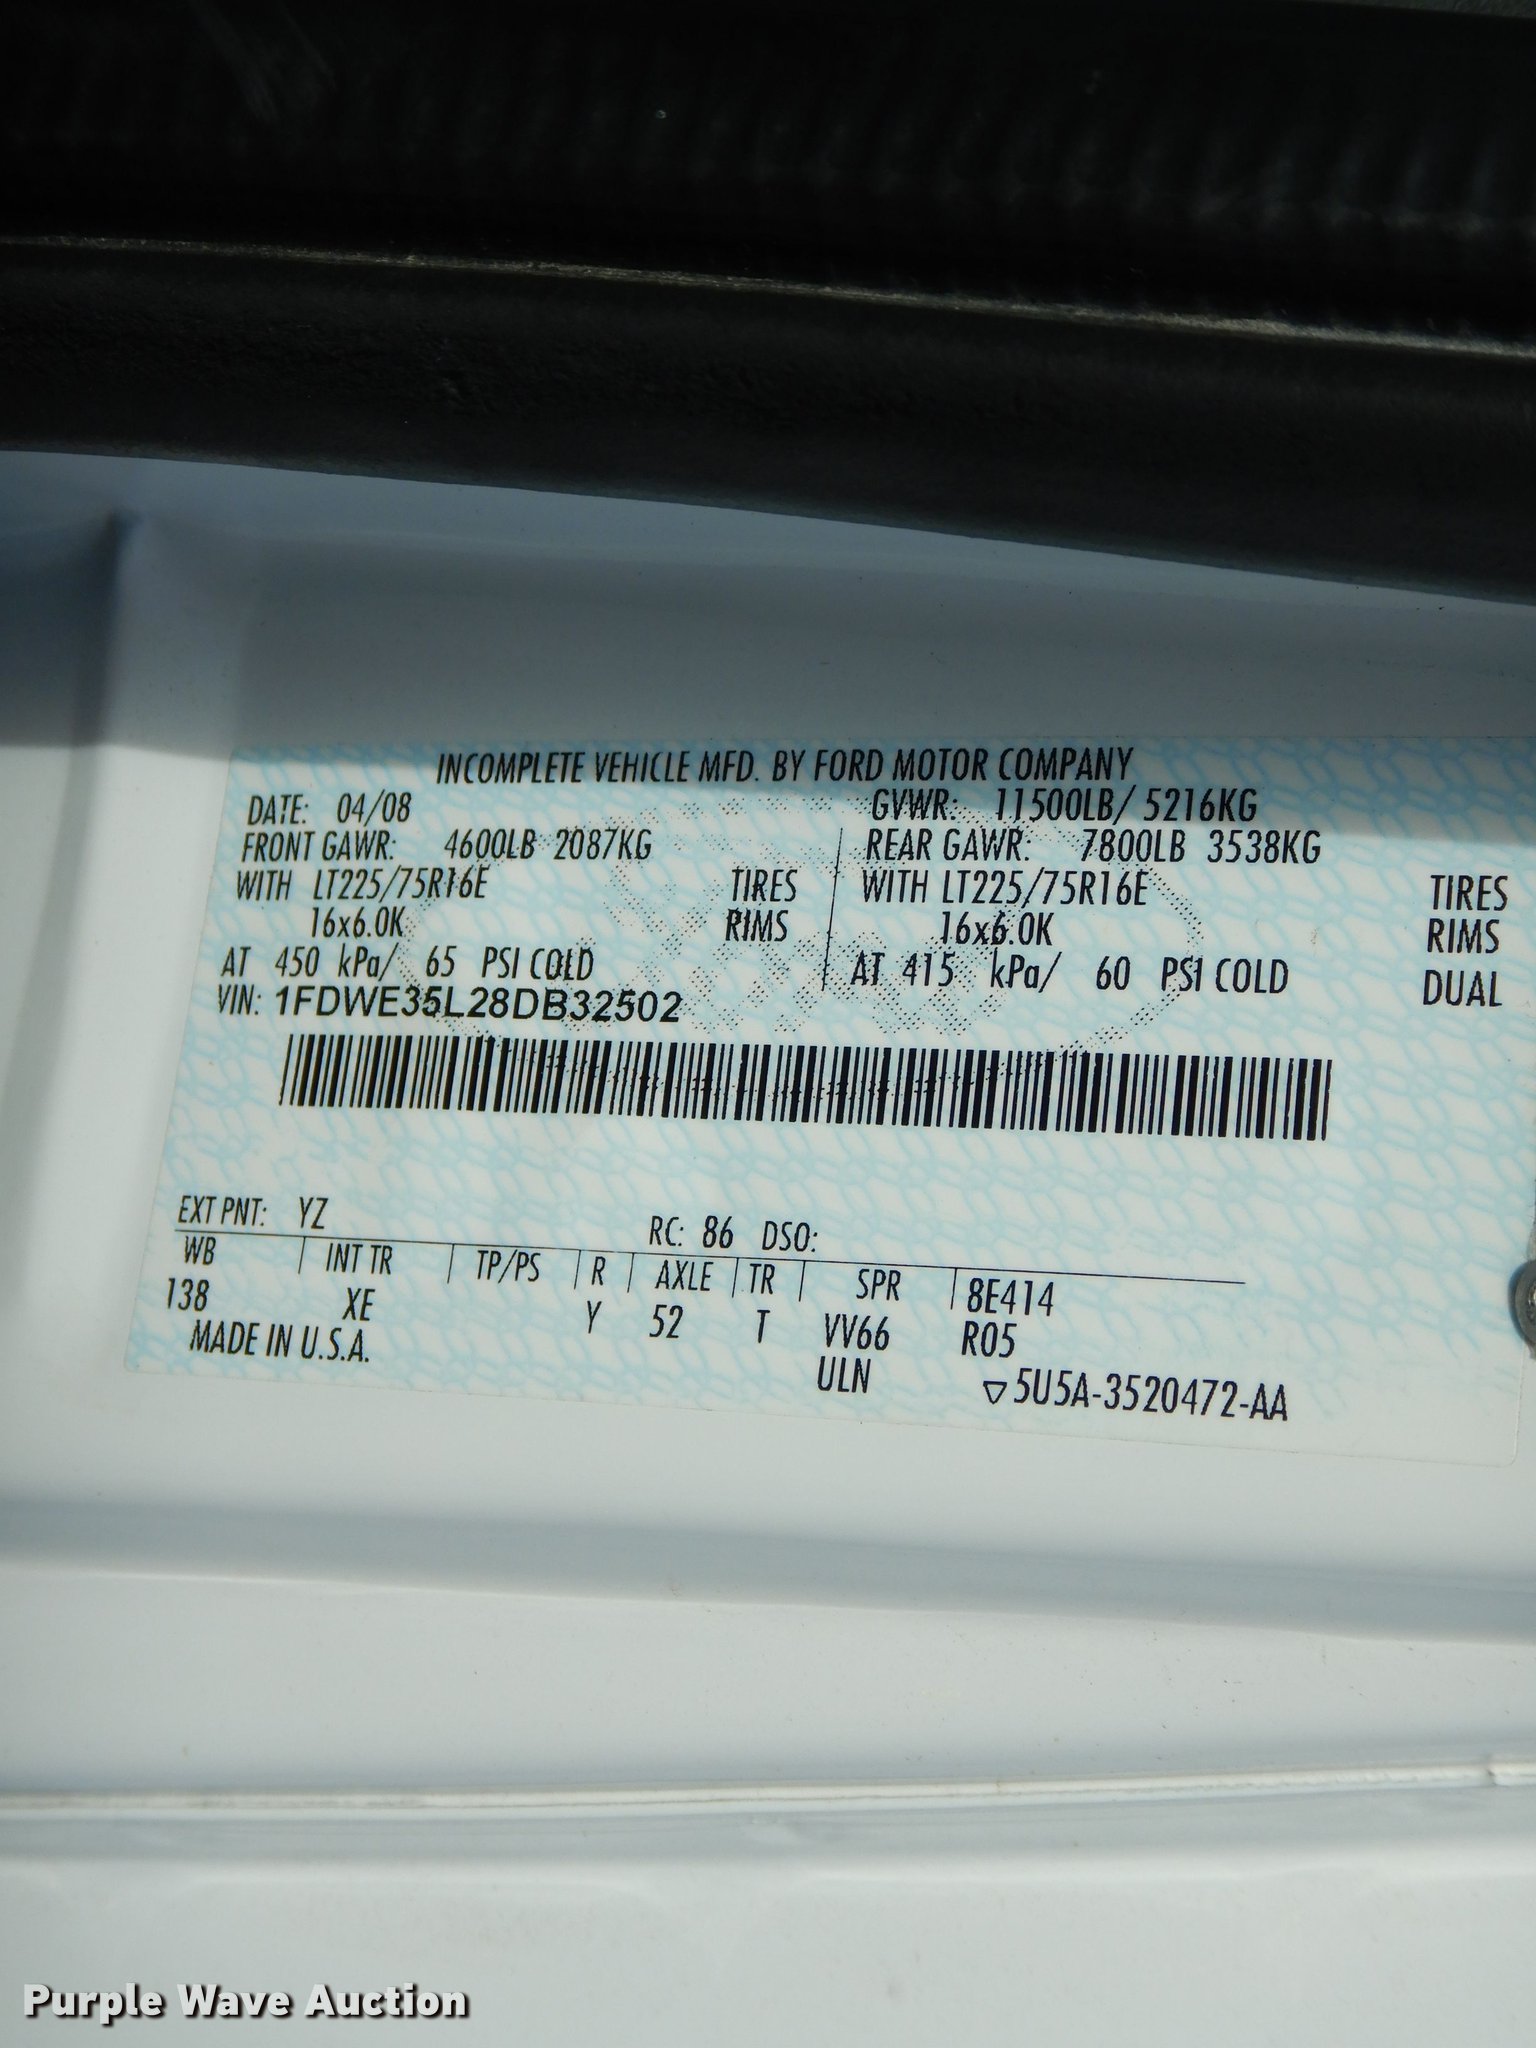 INCOMPLETE VEHICLE MFD. BY FORD MOTOR COMPANY
DATE: 04/08 GVWR: 11500LB/ 5216KG
FRONT GAWR: 4600LB 2087KG REAR GAWR: 7800LB 3538KG
WITH LT225/75R16E TIRES WITH LT225/75R16E TIRES
16x6.0K RIMS 16x6.0K RIMS
AT 450 kPa/ 65 PSI COLD AT 415 kPa/ 60 PSI COLD DUAL
VIN: 1FDWE35L28DB32502
EXT PNT: YZ RC: 86 DSO:
WB INT TR TP/PS R AXLE TR SPR 8E414
138 XE Y 52 T VV66 R05
MADE IN U.S.A. ULN ▽5U5A-3520472-AA
Purple Wave Auction